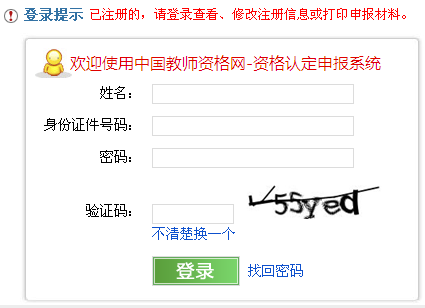 登录提示 已注册的，请登录查看、修改注册信息或打印申报材料。
欢迎使用中国教师资格网-资格认定申报系统
姓名：
身份证件号码：
密码：
验证码：
不清楚换一个
登录 找回密码